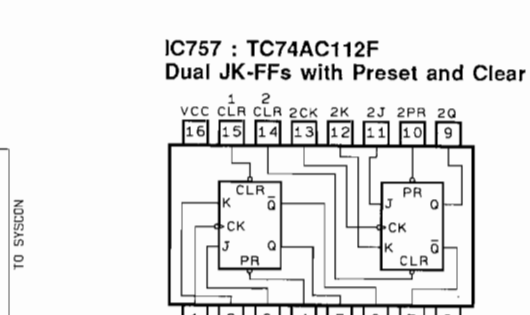 IC757 : TC74AC112F
Dual JK-FFs with Preset and Clear
1 2
VCC CLR CLR 2CK 2K 2J 2PR 2Q
16 15 14 13 12 11 10 9
CLR PR
K Q̅ J Q
CK CK
J Q K Q̅
PR CLR
TO SYSCON